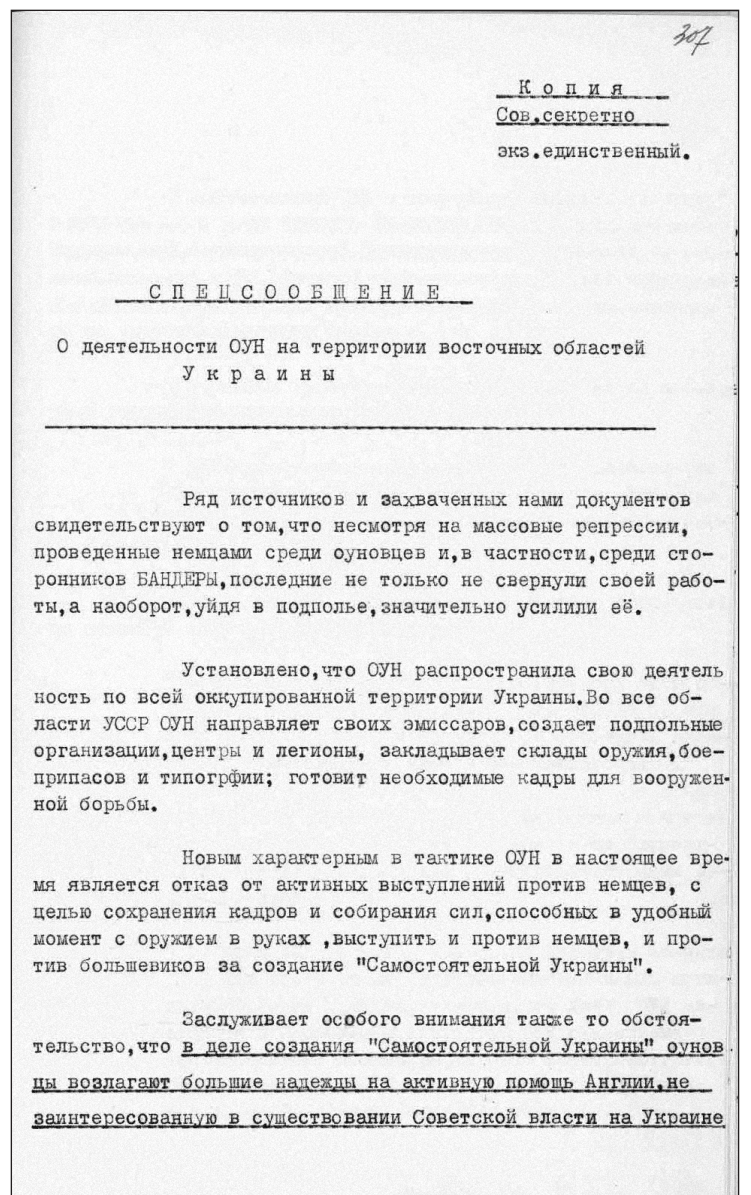 307
К о п и я
Сов.секретно
экз.единственный.
С П Е Ц С О О Б Щ Е Н И Е
О деятельности ОУН на территории восточных областей
У к р а и н ы
Ряд источников и захваченных нами документов
свидетельствуют о том,что несмотря на массовые репрессии,
проведенные немцами среди оуновцев и,в частности,среди сто-
ронников БАНДЕРЫ,последние не только не свернули своей рабо-
ты,а наоборот,уйдя в подполье,значительно усилили её.
Установлено,что ОУН распространила свою деятель
ность по всей оккупированной территории Украины.Во все об-
ласти УССР ОУН направляет своих эмиссаров,создает подпольные
организации,центры и легионы, закладывает склады оружия,бое-
припасов и типогрфии; готовит необходимые кадры для вооружен-
ной борьбы.
Новым характерным в тактике ОУН в настоящее вре-
мя является отказ от активных выступлений против немцев, с
целью сохранения кадров и собирания сил,способных в удобный
момент с оружием в руках ,выступить и против немцев, и про-
тив большевиков за создание "Самостоятельной Украины".
Заслуживает особого внимания также то обстоя-
тельство,что в деле создания "Самостоятельной Украины" оунов
цы возлагают большие надежды на активную помощь Англии,не
заинтересованную в существовании Советской власти на Украине